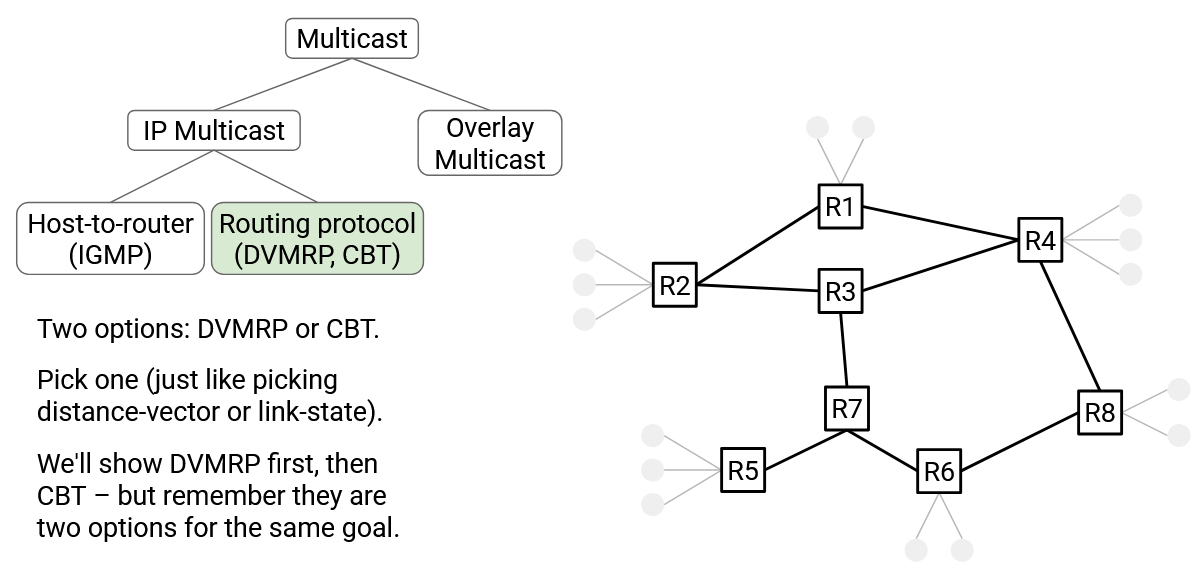 Multicast
IP Multicast
Overlay
Multicast
Host-to-router
(IGMP)
Routing protocol
(DVMRP, CBT)
Two options: DVMRP or CBT.
Pick one (just like picking
distance-vector or link-state).
We'll show DVMRP first, then
CBT – but remember they are
two options for the same goal.
R1
R4
R2
R3
R7
R8
R5
R6